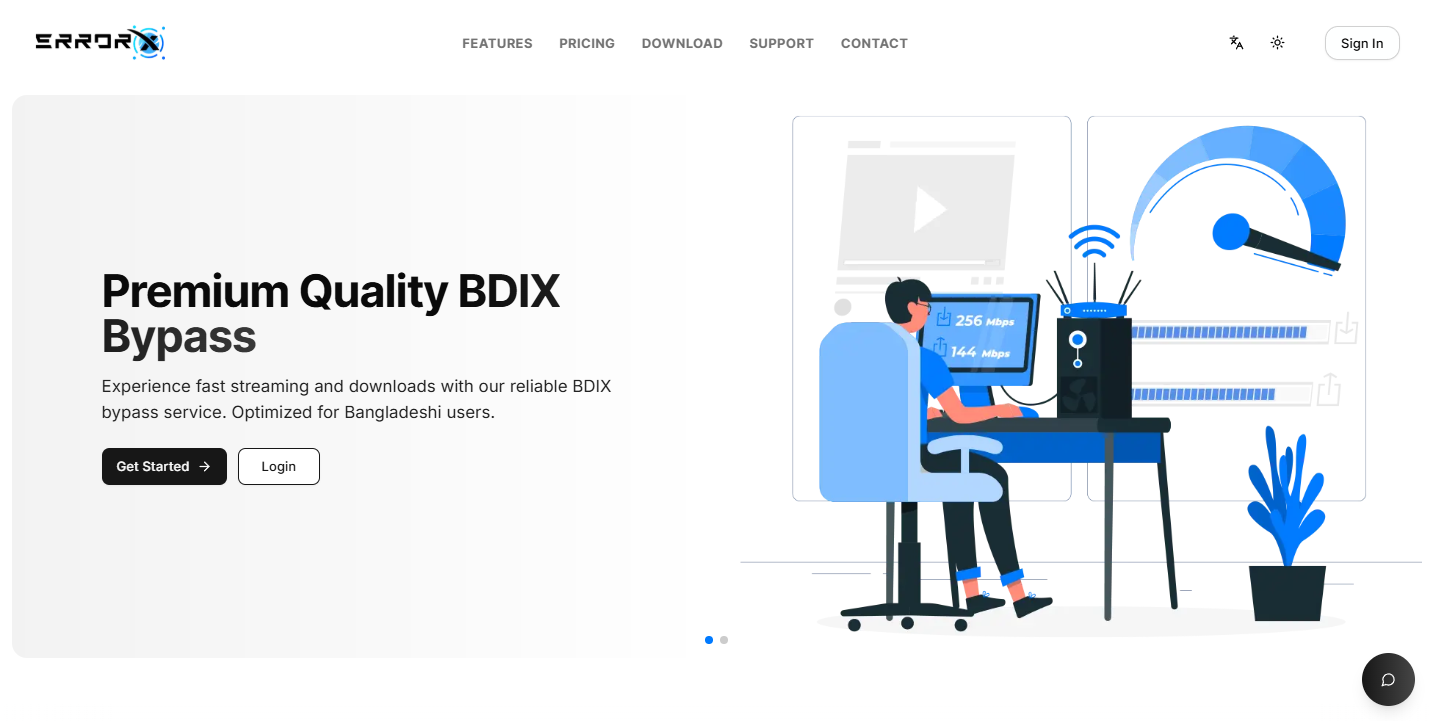 ERROR X
FEATURES PRICING DOWNLOAD SUPPORT CONTACT
Sign In
Premium Quality BDIX
Bypass
Experience fast streaming and downloads with our reliable BDIX
bypass service. Optimized for Bangladeshi users.
Get Started
Login
256 Mbps
144 Mbps